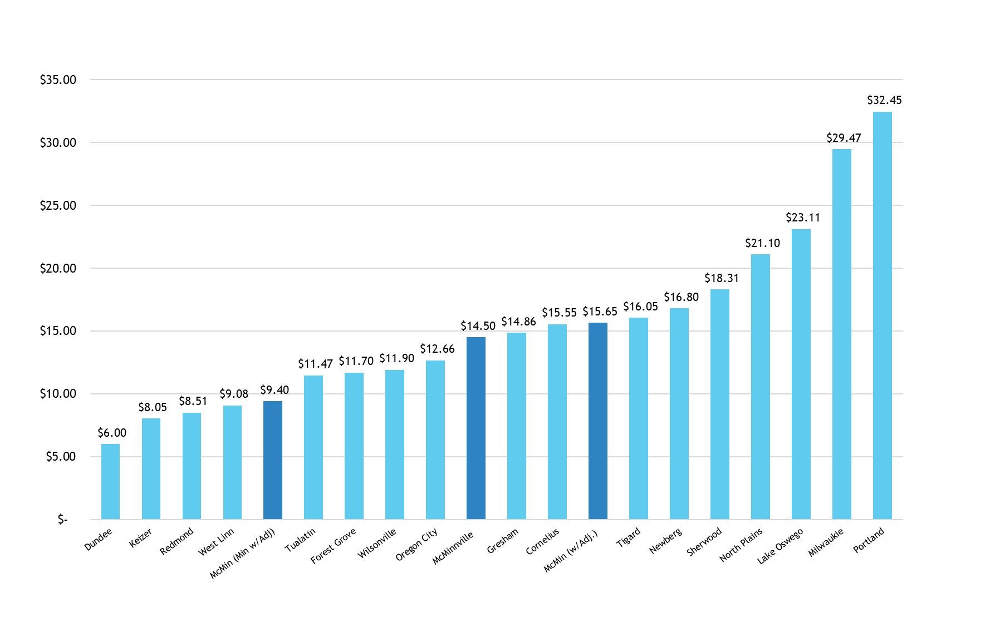 $35.00
$30.00
$25.00
$20.00
$15.00
$10.00
$5.00
$-
$6.00
$8.05
$8.51
$9.08
$9.40
$11.47
$11.70
$11.90
$12.66
$14.50
$14.86
$15.55
$15.65
$16.05
$16.80
$18.31
$21.10
$23.11
$29.47
$32.45
Dundee
Keizer
Redmond
West Linn
McMin (Min w/Adj)
Tualatin
Forest Grove
Wilsonville
Oregon City
McMinnville
Gresham
Cornelius
McMin (w/Adj.)
Tigard
Newberg
Sherwood
North Plains
Lake Oswego
Milwaukie
Portland